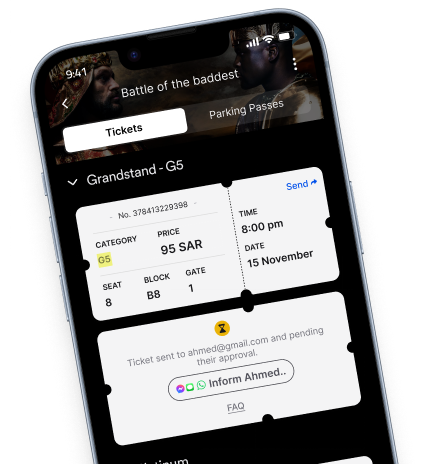 9:41
Battle of the baddest
Tickets
Parking Passes
Grandstand - G5
No. 378413229398
Send
CATEGORY
PRICE
G5
95 SAR
SEAT
BLOCK
GATE
8
B8
1
TIME
8:00 pm
DATE
15 November
Ticket sent to ahmed@gmail.com and pending
their approval.
Inform Ahmed..
FAQ